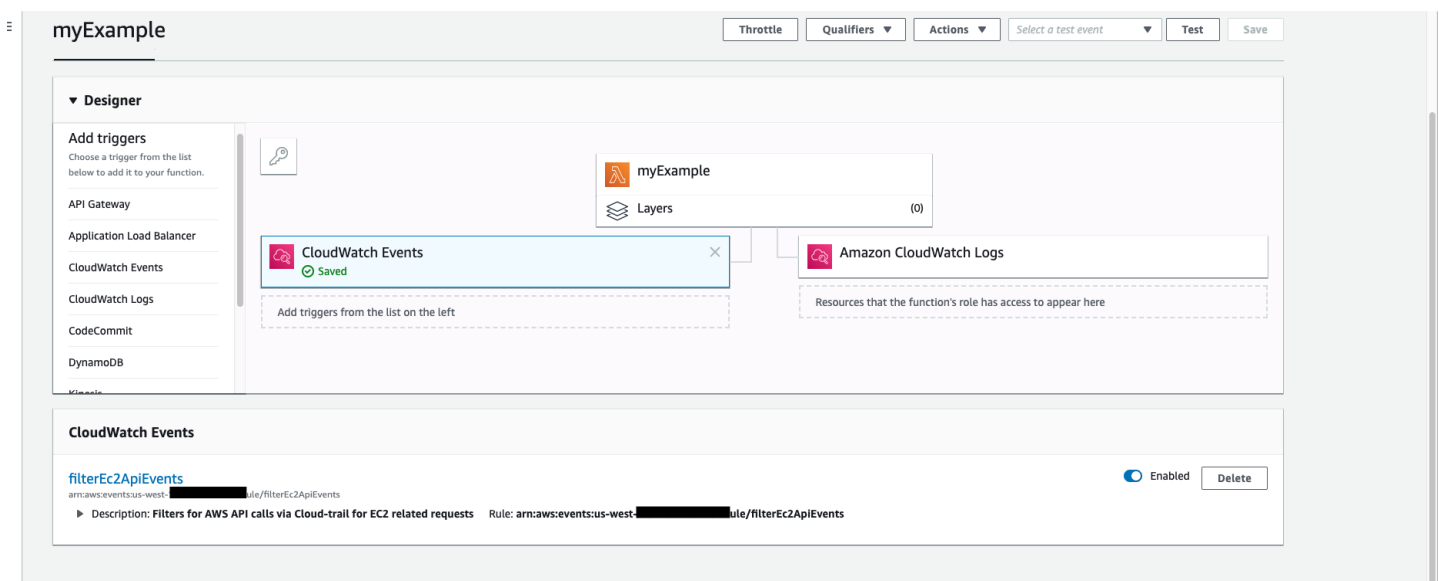 myExample
Throttle
Qualifiers
Actions
Select a test event
Test
Save
Designer
Add triggers
Choose a trigger from the list
below to add it to your function.
API Gateway
Application Load Balancer
CloudWatch Events
CloudWatch Logs
CodeCommit
DynamoDB
Kinesis
myExample
Layers
(0)
CloudWatch Events
Saved
Add triggers from the list on the left
Amazon CloudWatch Logs
Resources that the function's role has access to appear here
CloudWatch Events
filterEc2ApiEvents
arn:aws:events:us-west- ule/filterEc2ApiEvents
Enabled
Delete
Description: Filters for AWS API calls via Cloud-trail for EC2 related requests Rule: arn:aws:events:us-west- ule/filterEc2ApiEvents